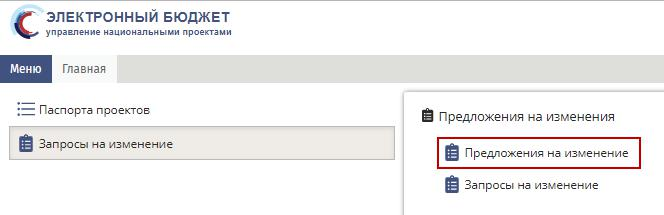 ЭЛЕКТРОННЫЙ БЮДЖЕТ
управление национальными проектами
Меню Главная
Паспорта проектов
Запросы на изменение
Предложения на изменения
Предложения на изменение
Запросы на изменение